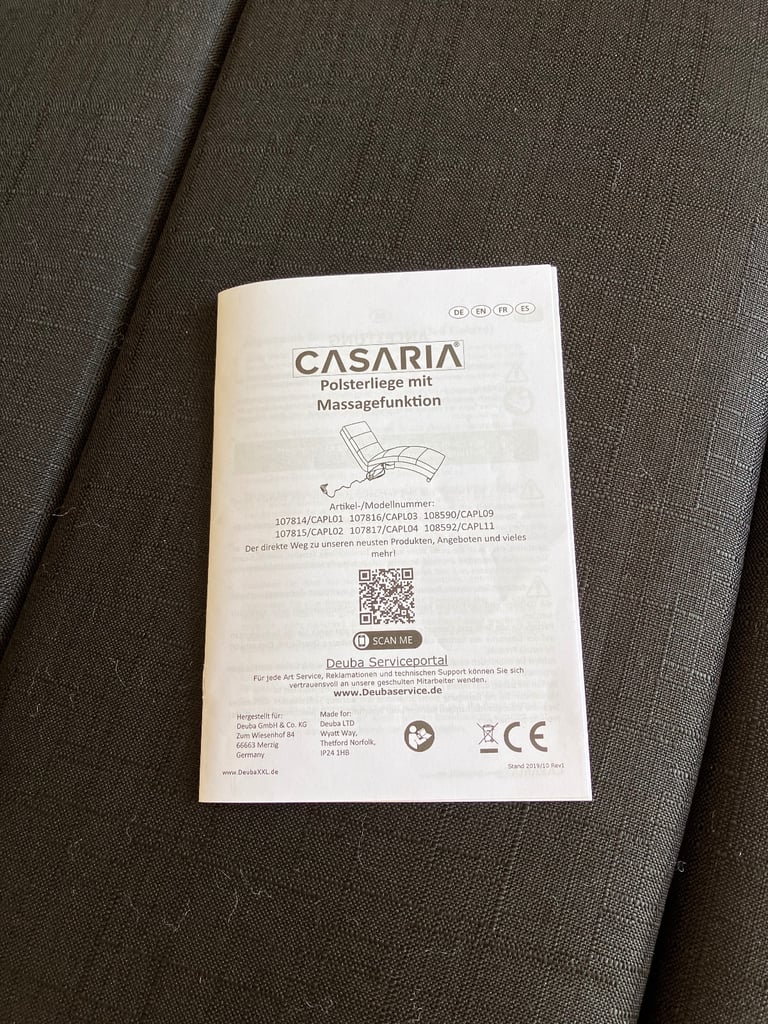 DE EN FR ES
CASARIA®
Polsterliege mit
Massagefunktion
Artikel-/Modellnummer:
107814/CAPL01 107816/CAPL03 108590/CAPL09
107815/CAPL02 107817/CAPL04 108592/CAPL11
Der direkte Weg zu unseren neusten Produkten, Angeboten und vieles
mehr!
SCAN ME
Deuba Serviceportal
Für jede Art Service, Reklamationen und technischen Support können Sie sich
vertrauensvoll an unsere geschulten Mitarbeiter wenden.
www.Deubaservice.de
Hergestellt für:
Deuba GmbH & Co. KG
Zum Wiesenhof 84
66663 Merzig
Germany
Made for:
Deuba LTD
Wyatt Way,
Thetford Norfolk,
IP24 1HB
CE
Stand 2019/10 Rev1
www.DeubaXXL.de